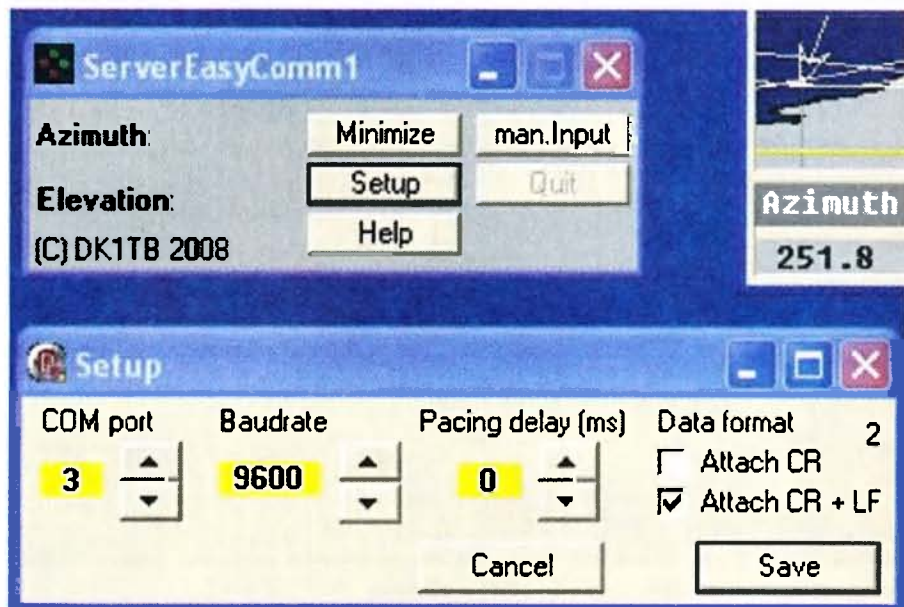 ServerEasyComm1
Azimuth:
Minimize
man.Input
Elevation:
Setup
Quit
(C) DK1TB 2008
Help
Azimuth
251.8
Setup
COM port
Baudrate
Pacing delay (ms)
Data format
2
3
9600
0
Attach CR
Attach CR + LF
Cancel
Save